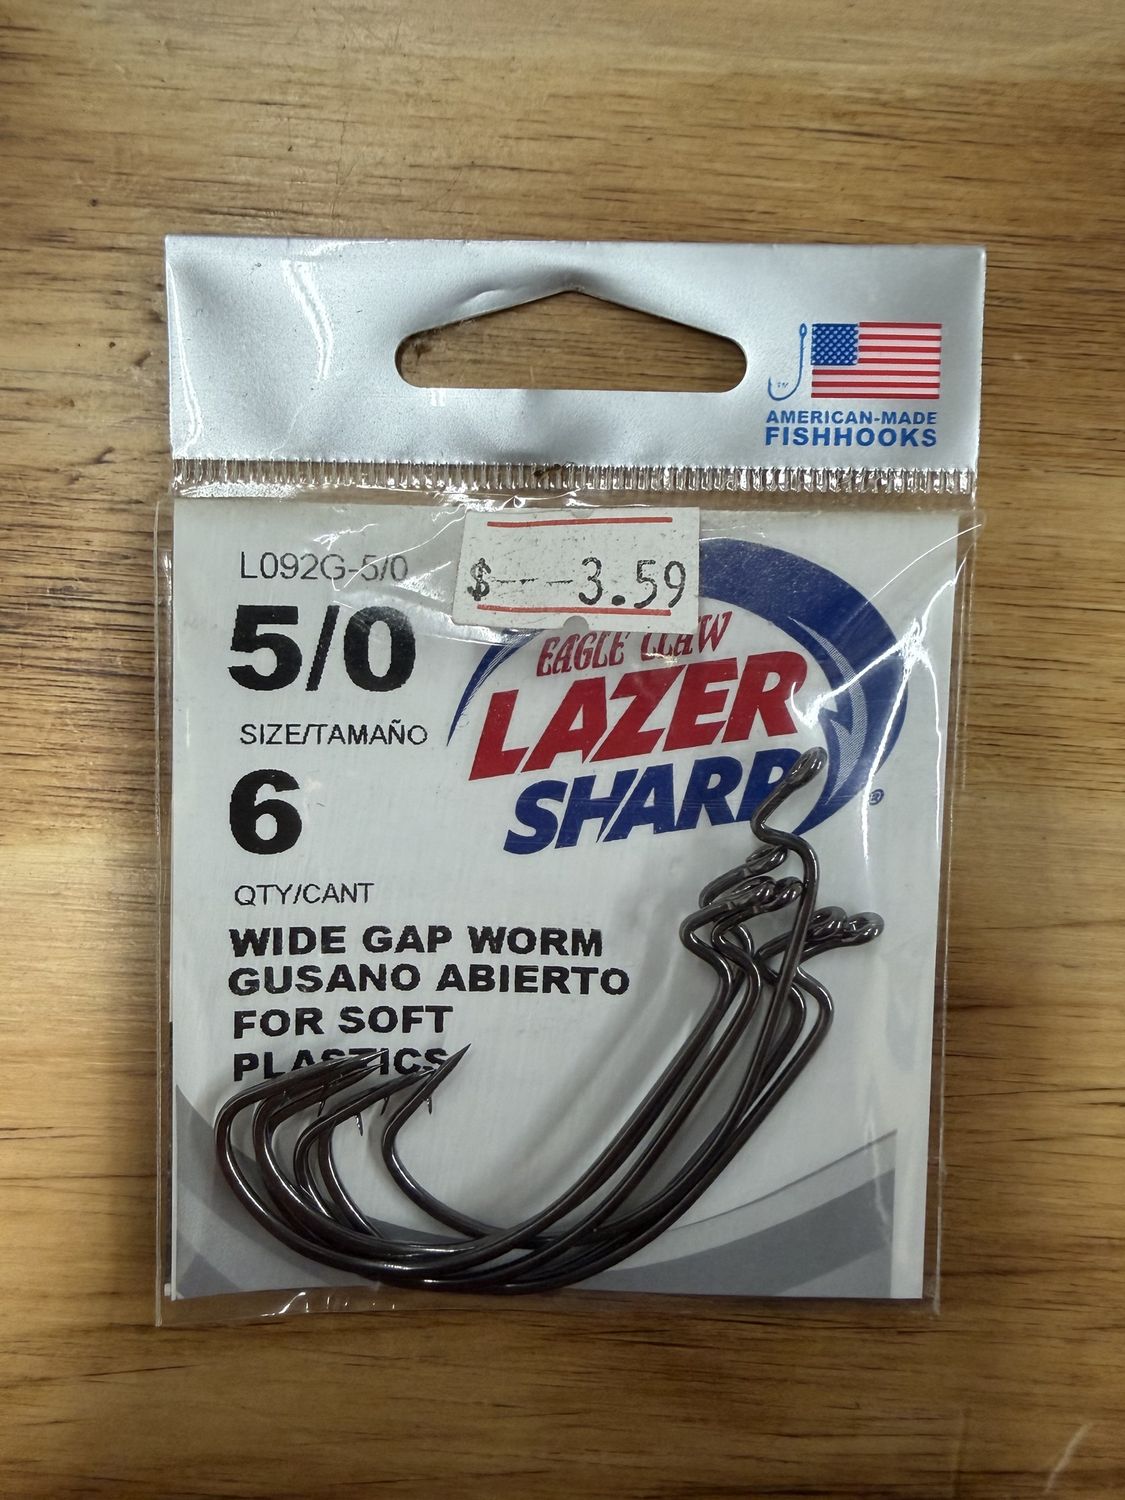 AMERICAN-MADE
FISHHOOKS
$---3.59
L092G-5/0
5/0
SIZE/TAMAÑO
6
QTY/CANT
EAGLE CLAW
LAZER
SHARP®
WIDE GAP WORM
GUSANO ABIERTO
FOR SOFT
PLASTICS